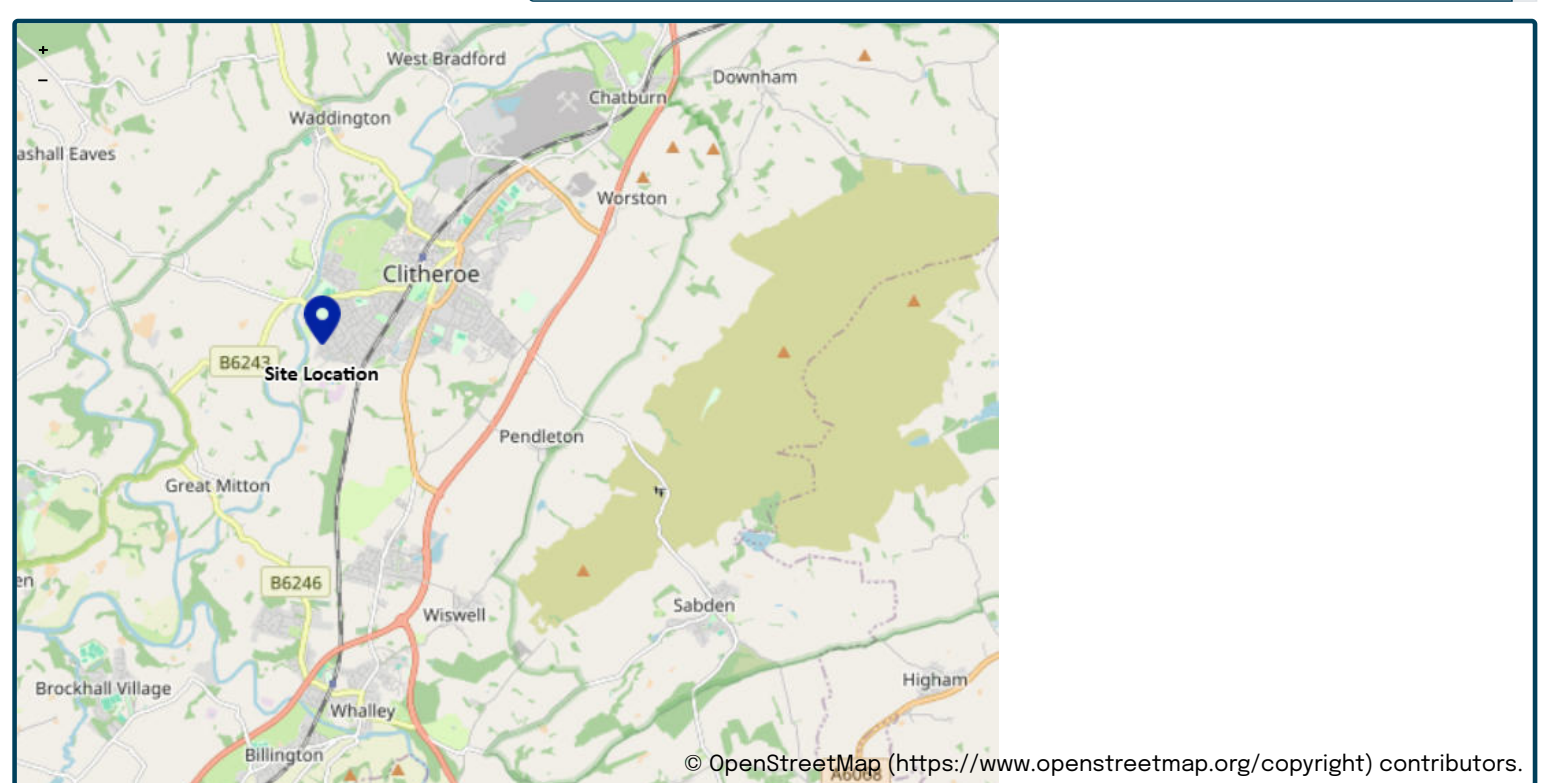 +
−
West Bradford
Downham
Chatburn
Waddington
ashall Eaves
Worston
Clitheroe
B6243
Site Location
Pendleton
Great Mitton
B6246
Sabden
Wiswell
Higham
Brockhall Village
Whalley
Billington
© OpenStreetMap (https://www.openstreetmap.org/copyright) contributors.
A6068